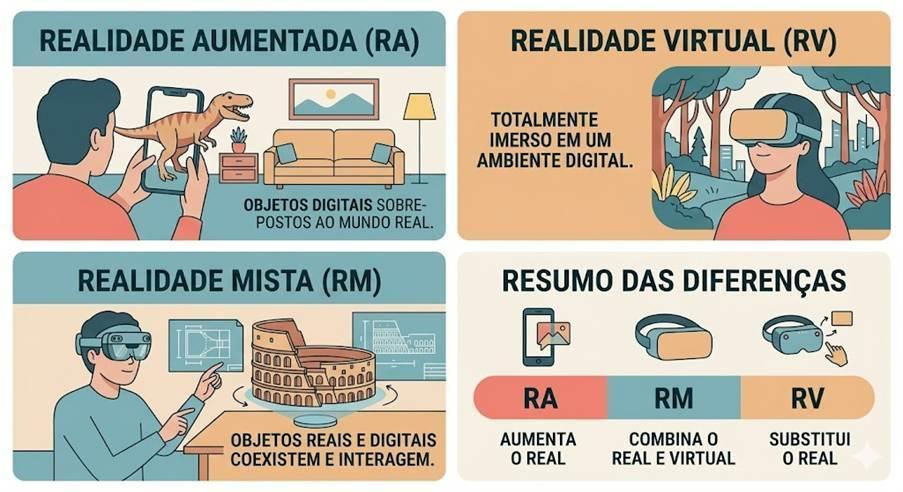 REALIDADE AUMENTADA (RA)
OBJETOS DIGITAIS SOBRE-
POSTOS AO MUNDO REAL.
REALIDADE VIRTUAL (RV)
TOTALMENTE
IMERSO EM UM
AMBIENTE DIGITAL.
REALIDADE MISTA (RM)
OBJETOS REAIS E DIGITAIS
COEXISTEM E INTERAGEM.
RESUMO DAS DIFERENÇAS
RA
RM
RV
AUMENTA
O REAL
COMBINA O
REAL E VIRTUAL
SUBSTITUI
O REAL